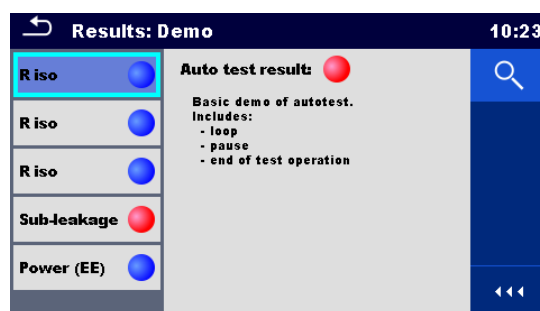 Results: Demo
10:23
R iso
R iso
R iso
Sub-leakage
Power (EE)
Auto test result:
Basic demo of autotest.
Includes:
- loop
- pause
- end of test operation